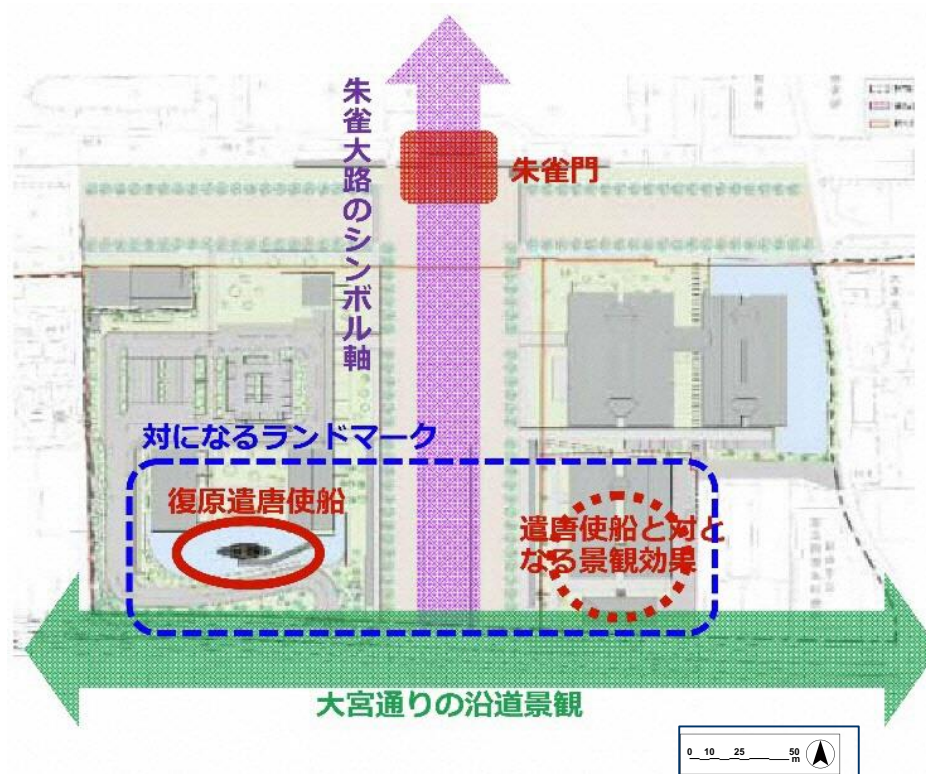 朱雀大路のシンボル軸
朱雀門
対になるランドマーク
復原遣唐使船
遣唐使船と対と
なる景観効果
大宮通りの沿道景観
0 10 25 50
m